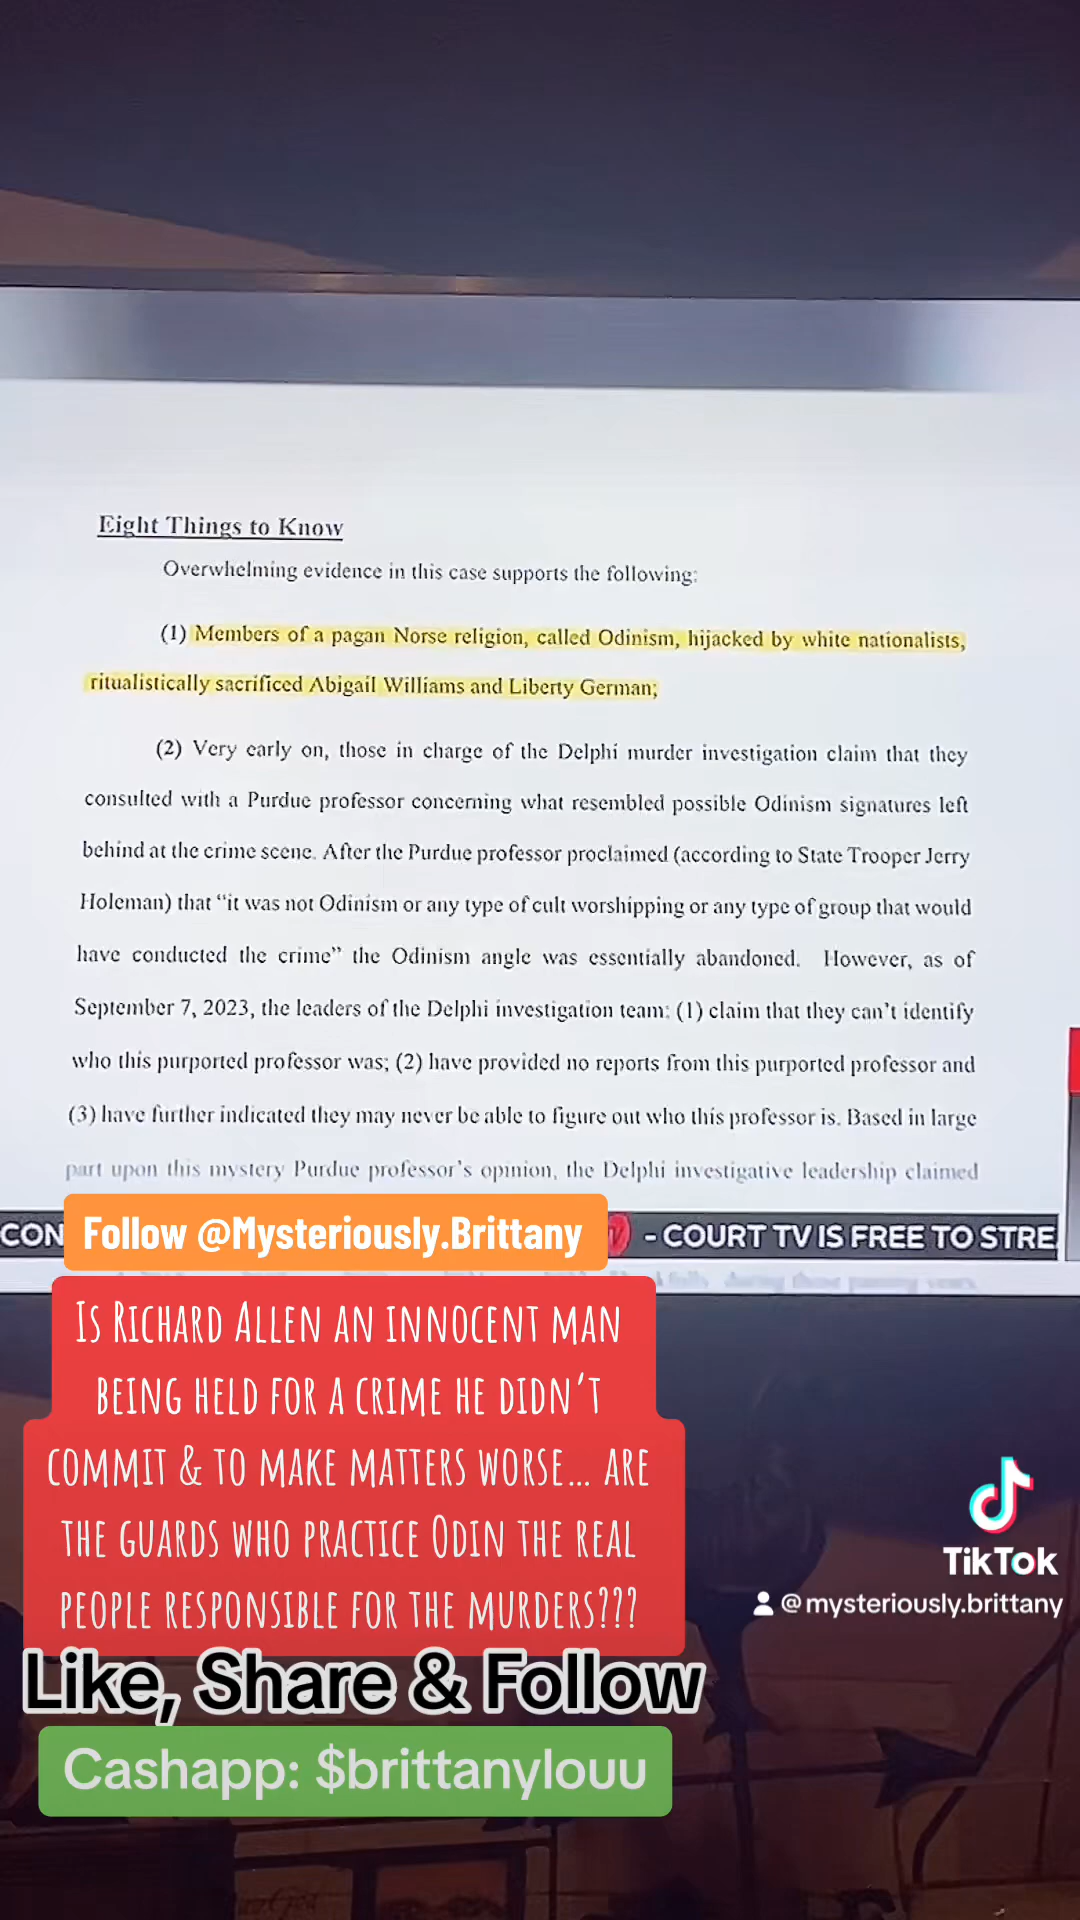 Eight Things to Know
Overwhelming evidence in this case supports the following:
(1) Members of a pagan Norse religion, called Odinism, hijacked by white nationalists,
ritualistically sacrificed Abigail Williams and Liberty German;
(2) Very early on, those in charge of the Delphi murder investigation claim that they
consulted with a Purdue professor concerning what resembled possible Odinism signatures left
behind at the crime scene. After the Purdue professor proclaimed (according to State Trooper Jerry
Holeman) that “it was not Odinism or any type of cult worshipping or any type of group that would
have conducted the crime” the Odinism angle was essentially abandoned. However, as of
September 7, 2023, the leaders of the Delphi investigation team: (1) claim that they can’t identify
who this purported professor was; (2) have provided no reports from this purported professor and
(3) have further indicated they may never be able to figure out who this professor is. Based in large
part upon this mystery Purdue professor’s opinion, the Delphi investigative leadership claimed
CON
Follow @Mysteriously.Brittany
- COURT TV IS FREE TO STRE
during those passing years
Is Richard Allen an innocent man
being held for a crime he didn’t
commit & to make matters worse... are
the guards who practice Odin the real
people responsible for the murders???
TikTok
@mysteriously.brittany
Like, Share & Follow
Cashapp: $brittanylouu